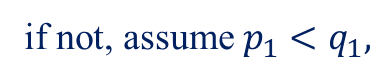 if not, assume p₁ < q₁,